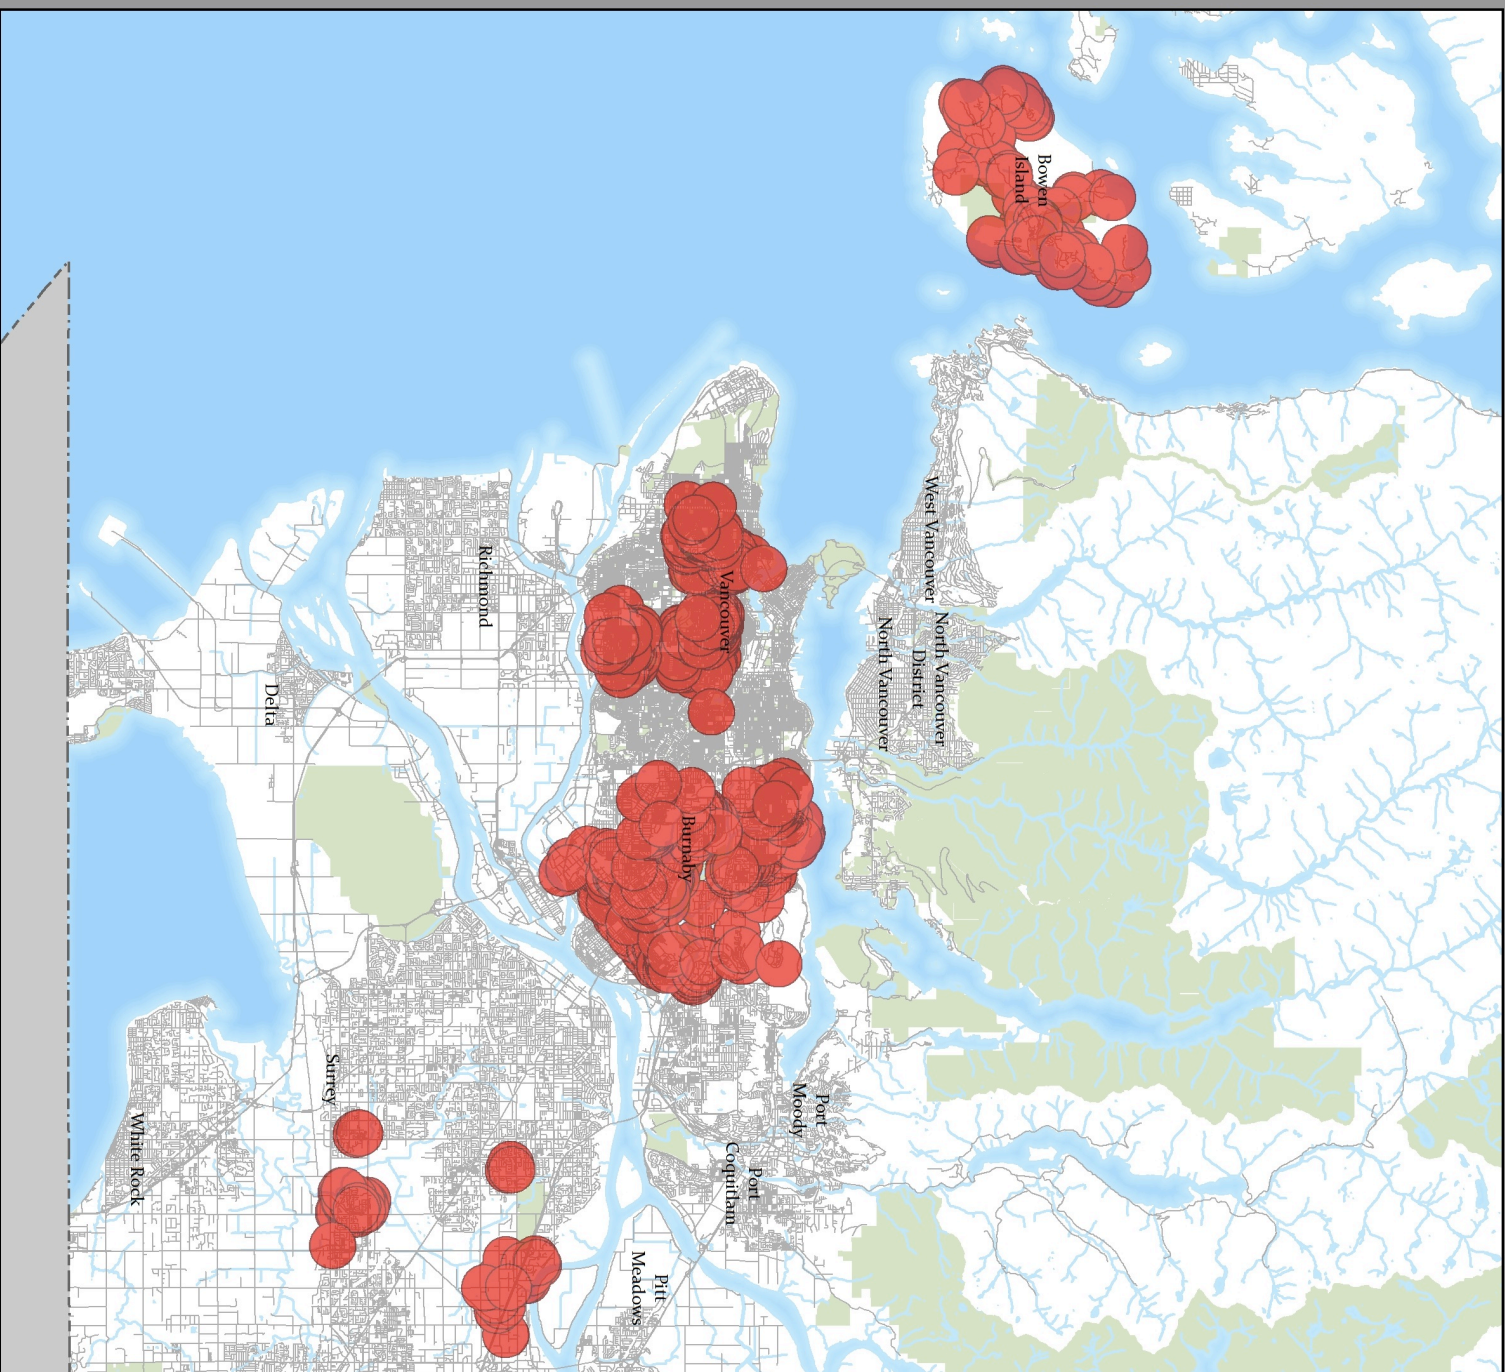 Bowen
Island
West Vancouver
North Vancouver
District
North Vancouver
Vancouver
Burnaby
Richmond
Delta
Surrey
White Rock
Port
Moody
Port
Coquitlam
Pitt
Meadows